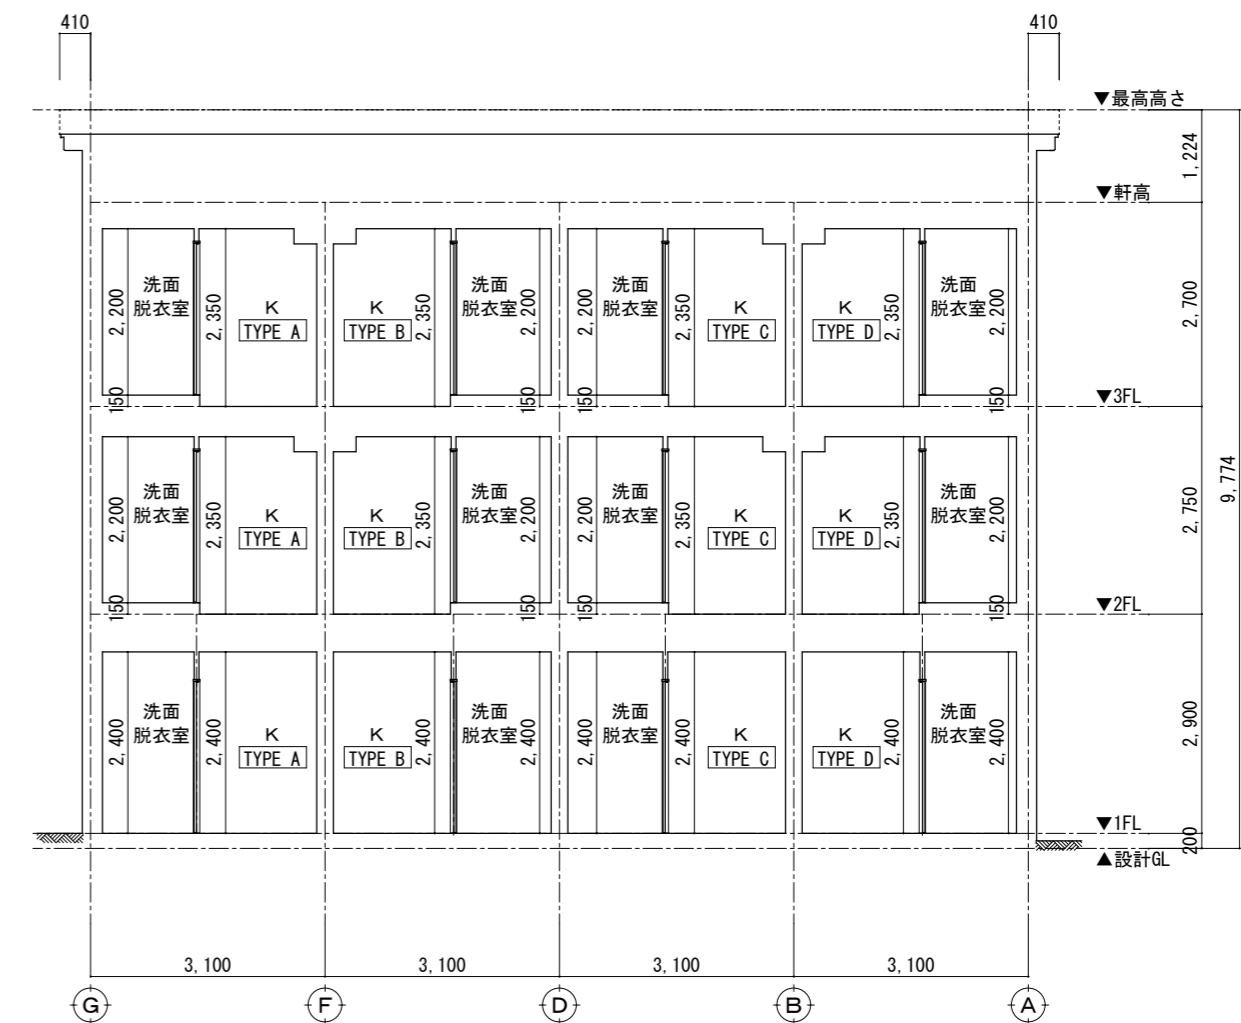 410
410
▼最高高さ
1,224
▼軒高
2,200
洗面
脱衣室
2,350
K
TYPE A
K
TYPE B
2,350
洗面
脱衣室
2,200
2,200
洗面
脱衣室
2,350
K
TYPE C
K
TYPE D
2,350
洗面
脱衣室
2,200
2,700
150
150
150
150
▼3FL
2,200
洗面
脱衣室
2,350
K
TYPE A
K
TYPE B
2,350
洗面
脱衣室
2,200
2,200
洗面
脱衣室
2,350
K
TYPE C
K
TYPE D
2,350
洗面
脱衣室
2,200
2,750
9,774
150
150
150
150
▼2FL
2,400
洗面
脱衣室
2,400
K
TYPE A
K
TYPE B
2,400
洗面
脱衣室
2,400
2,400
洗面
脱衣室
2,400
K
TYPE C
K
TYPE D
2,400
洗面
脱衣室
2,400
2,900
▼1FL
200
▲設計GL
3,100
3,100
3,100
3,100
G
F
D
B
A